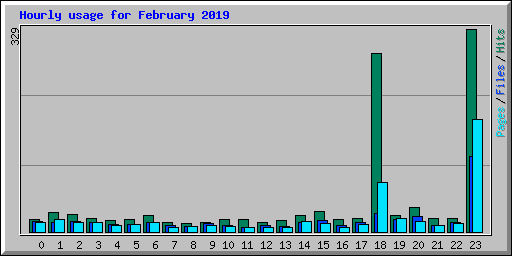 Hourly usage for February 2019
329
Pages/Files/Hits
0 1 2 3 4 5 6 7 8 9 10 11 12 13 14 15 16 17 18 19 20 21 22 23